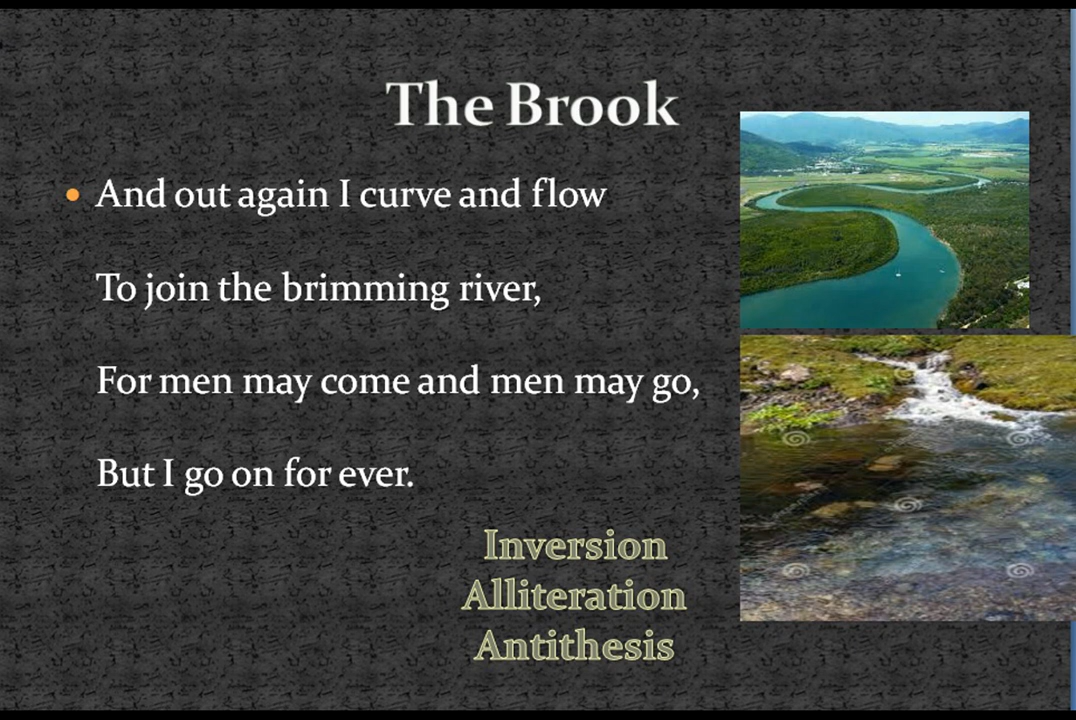 The Brook
And out again I curve and flow
To join the brimming river,
For men may come and men may go,
But I go on for ever.
Inversion
Alliteration
Antithesis